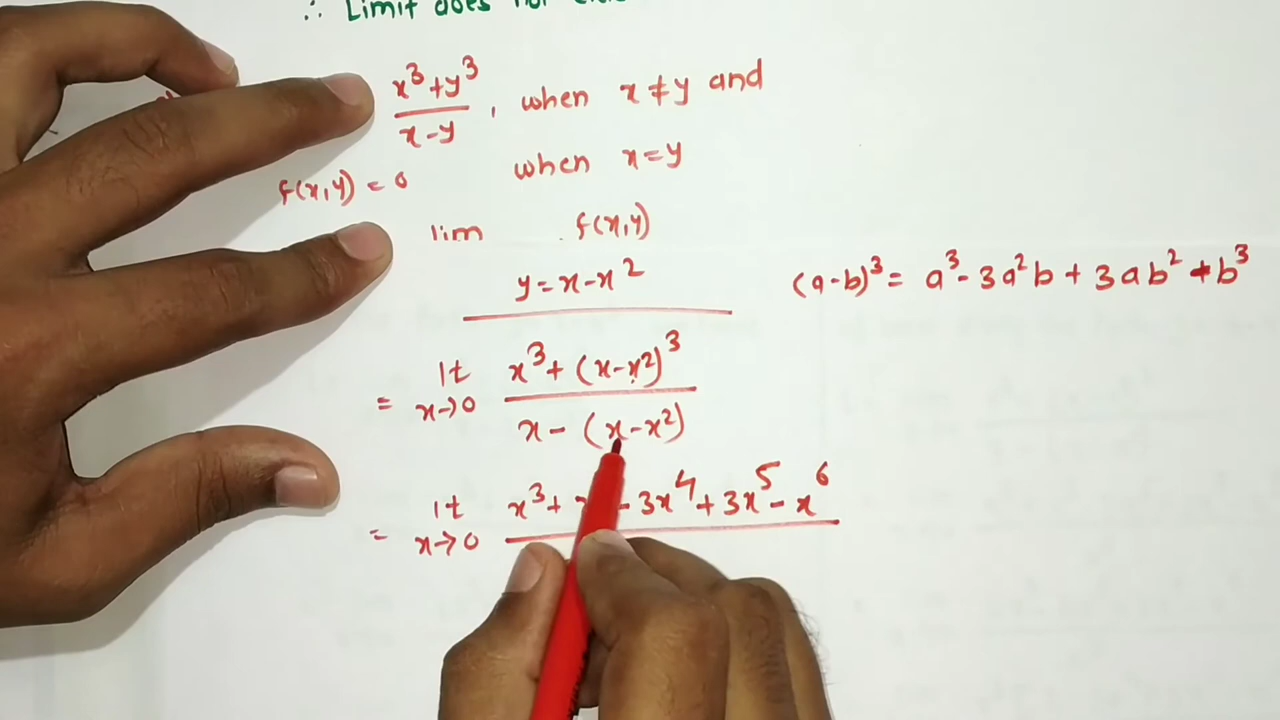 ∴ Limit does not
x³+y³/x-y, when x≠y and
f(x,y) = 0 when x=y
lim f(x,y)
y=x-x²
(a-b)³= a³-3a²b+3ab²-b³
= lt x→0 x³+(x-x²)³/x-(x-x²)
= lt x→0 x³+ -3x⁴+3x⁵-x⁶